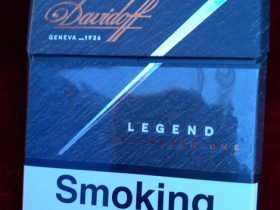 Davidoff
GENEVA — 1926
LEGEND
Smoking